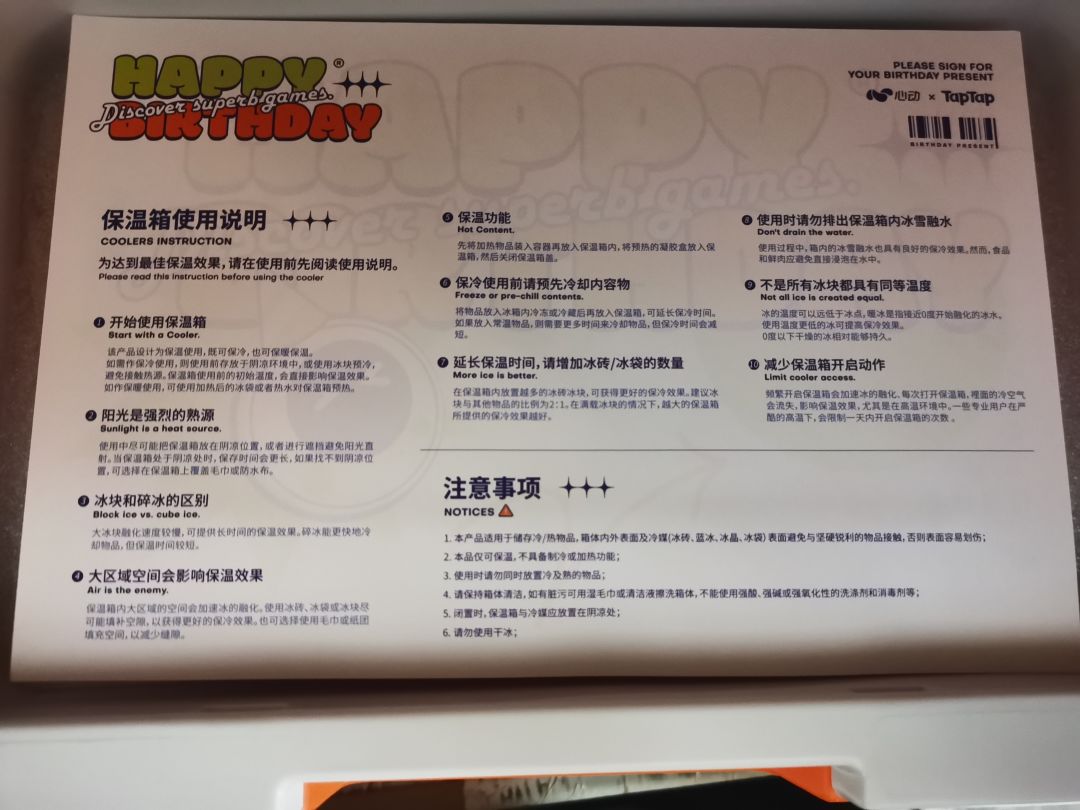 HAPPY®
Discover superb games.
BIRTHDAY
PLEASE SIGN FOR
YOUR BIRTHDAY PRESENT
心动 × TapTap
BIRTHDAY PRESENT
保温箱使用说明
COOLERS INSTRUCTION
为达到最佳保温效果，请在使用前先阅读使用说明。
Please read this instruction before using the cooler
1 开始使用保温箱
Start with a Cooler.
该产品设计为保温使用，既可保冷，也可保暖保温。
如需作保冷使用，则使用前存放于阴凉环境中，或使用冰块预冷，
避免接触热源。保温箱使用前的初始温度，会直接影响保温效果。
如作保暖使用，可使用加热后的冰袋或者热水对保温箱预热。
2 阳光是强烈的熱源
Sunlight is a heat source.
使用中尽可能把保温箱放在阴凉位置，或者进行遮挡避免阳光直
射。当保温箱处于阴凉处时，保存时间会更长，如果找不到阴凉位
置，可选择在保温箱上覆盖毛巾或防水布。
3 冰块和碎冰的区别
Block ice vs. cube ice.
大冰块融化速度较慢，可提供长时间的保温效果。碎冰能更快地冷
却物品，但保温时间较短。
4 大区域空间会影响保温效果
Air is the enemy.
保温箱内大区域的空间会加速冰的融化。使用冰砖、冰袋或冰块尽
可能填补空隙，以获得更好的保冷效果。也可选择使用毛巾或纸团
填充空间，以减少缝隙。
5 保温功能
Hot Content.
先将加热物品装入容器再放入保温箱内，将预热的凝胶盒放入保
温箱，然后关闭保温箱盖。
6 保冷使用前请预先冷却内容物
Freeze or pre-chill contents.
将物品放入冰箱内冷冻或冷藏后再放入保温箱，可延长保冷时间。
如果放入常温物品，则需要更多时间来冷却物品，但保冷时间会减
短。
7 延长保温时间，请增加冰砖/冰袋的数量
More ice is better.
在保温箱内放置越多的冰砖冰块，可获得更好的保冷效果。建议冰
块与其他物品的比例为2:1。在满载冰块的情况下，越大的保温箱
所提供的保冷效果越好。
8 使用时请勿排出保温箱内冰雪融水
Don't drain the water.
使用过程中，箱内的冰雪融水也具有良好的保冷效果。然而，食品
和鲜肉应避免直接浸泡在水中。
9 不是所有冰块都具有同等温度
Not all ice is created equal.
冰的温度可以远低于冰点，暖冰是指接近0度开始融化的冰水。
使用温度更低的冰可提高保冷效果。
0度以下干燥的冰相对能够持久。
10 减少保温箱开启动作
Limit cooler access.
频繁开启保温箱会加速冰的融化、每次打开保温箱，裡面的冷空气
会流失，影响保温效果，尤其是在高温环境中。一些专业用户在严
酷的高温下，会限制一天内开启保温箱的次数 。
注意事项
NOTICES
1. 本产品适用于储存冷/热物品，箱体内外表面及冷媒(冰砖、蓝冰、冰晶、冰袋)表面避免与坚硬锐利的物品接触，否则表面容易划伤；
2. 本品仅可保温，不具备制冷或加热功能；
3. 使用时请勿同时放置冷及熱的物品；
4. 请保持箱体清洁，如有脏污可用湿毛巾或清洁液擦洗箱体，不能使用强酸、强碱或强氧化性的洗涤剂和消毒剂等；
5. 闭置时，保温箱与冷媒应放置在阴凉处；
6. 请勿使用干冰；